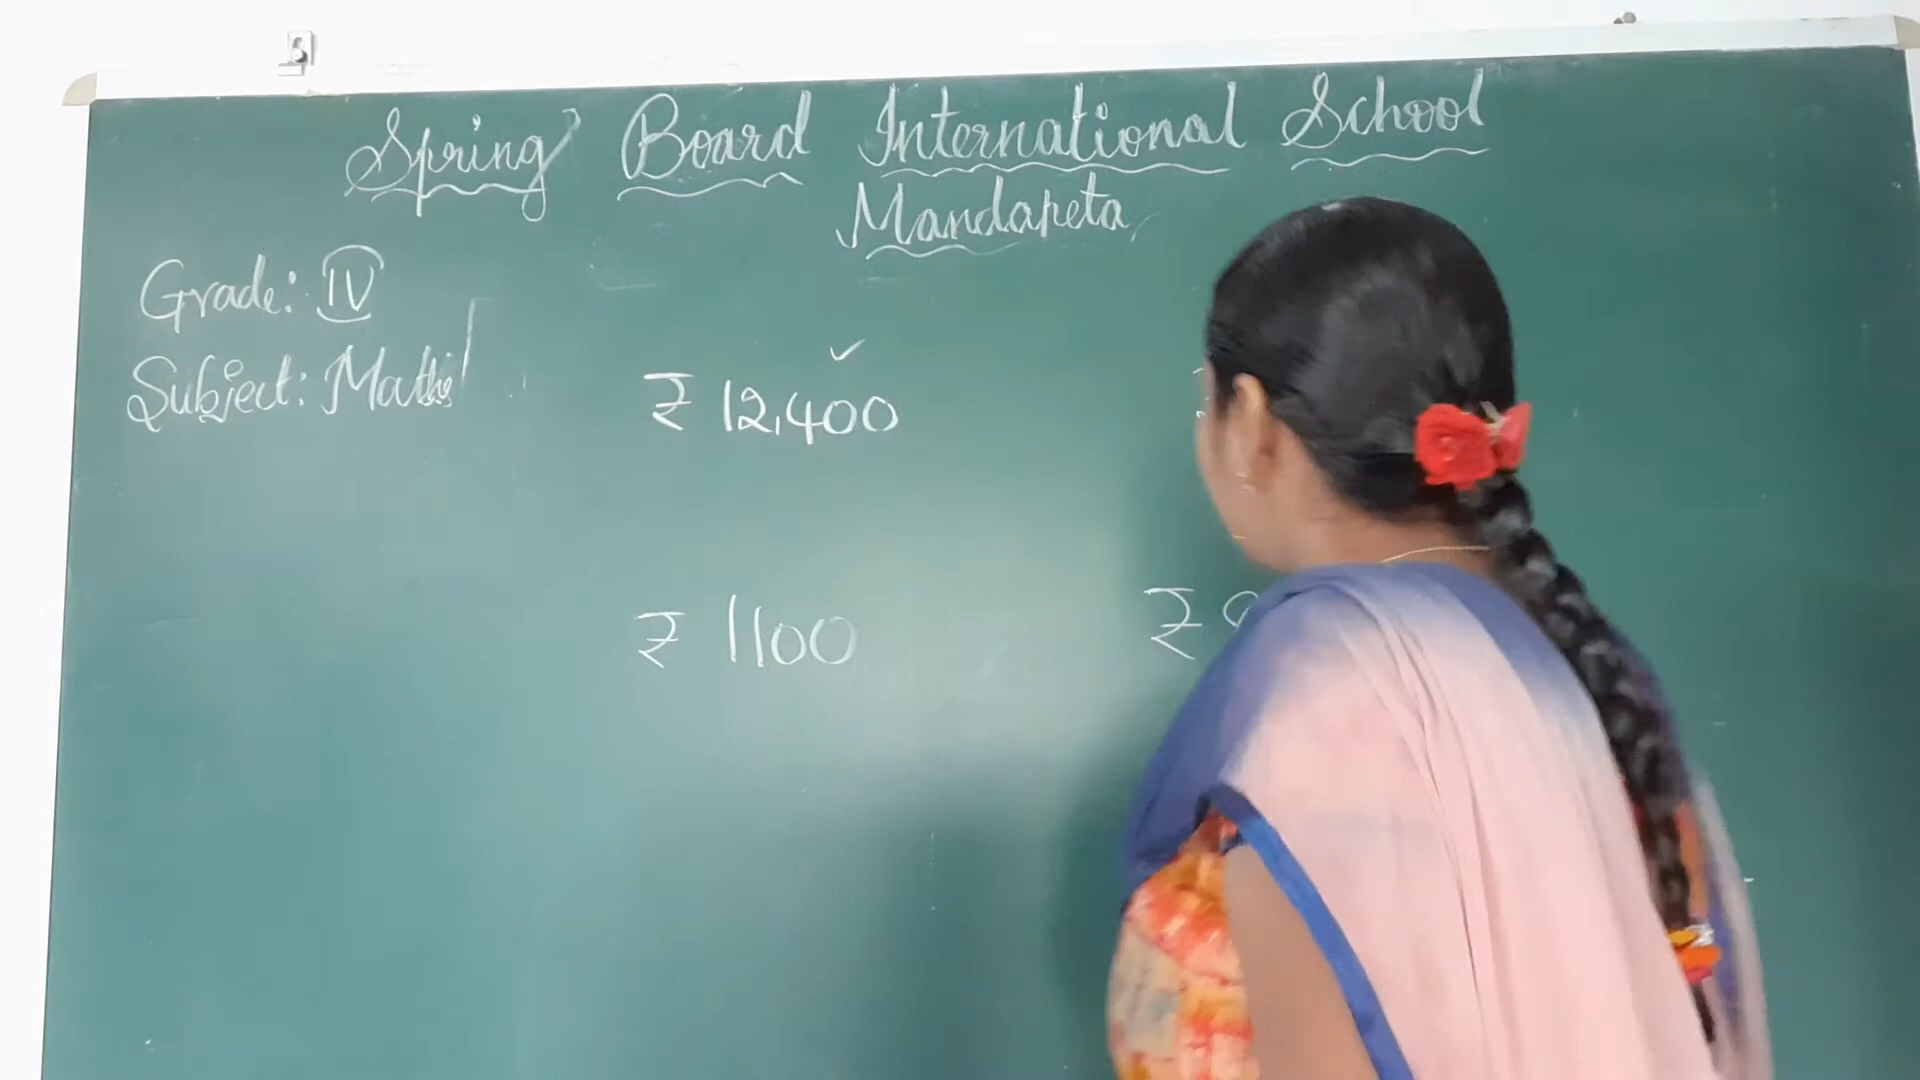 Spring Board International School
Mandapeta
Grade: IV
Subject: Maths
₹ 12,400
₹ 1100
₹